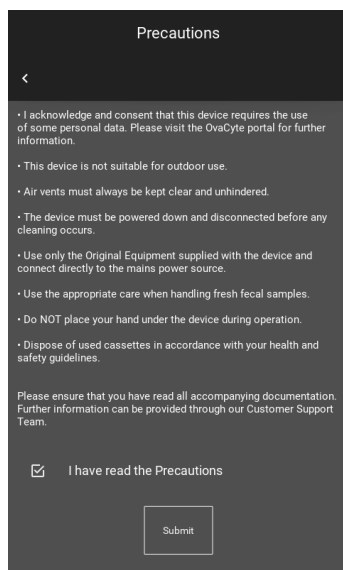 Precautions
• I acknowledge and consent that this device requires the use
of some personal data. Please visit the OvaCyte portal for further
information.
• This device is not suitable for outdoor use.
• Air vents must always be kept clear and unhindered.
• The device must be powered down and disconnected before any
cleaning occurs.
• Use only the Original Equipment supplied with the device and
connect directly to the mains power source.
• Use the appropriate care when handling fresh fecal samples.
• Do NOT place your hand under the device during operation.
• Dispose of used cassettes in accordance with your health and
safety guidelines.
Please ensure that you have read all accompanying documentation.
Further information can be provided through our Customer Support
Team.
I have read the Precautions
Submit